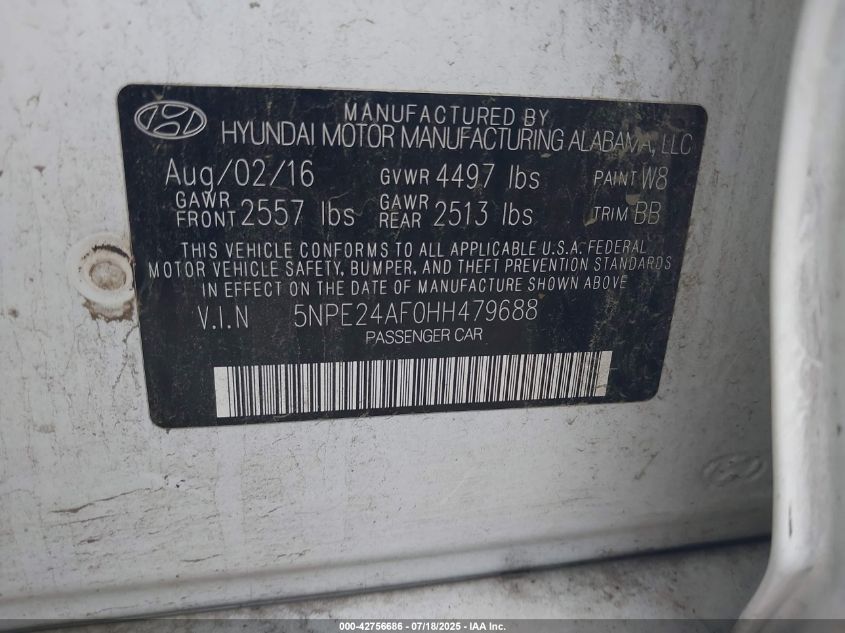 MANUFACTURED BY
HYUNDAI MOTOR MANUFACTURING ALABAMA, LLC
Aug/02/16 GVWR 4497 lbs PAINT W8
GAWR FRONT 2557 lbs GAWR REAR 2513 lbs TRIM BB
THIS VEHICLE CONFORMS TO ALL APPLICABLE U.S.A. FEDERAL
MOTOR VEHICLE SAFETY, BUMPER, AND THEFT PREVENTION STANDARDS
IN EFFECT ON THE DATE OF MANUFACTURE SHOWN ABOVE
V.I.N 5NPE24AF0HH479688
PASSENGER CAR
000-42756686 - 07/18/2025 - IAA Inc.